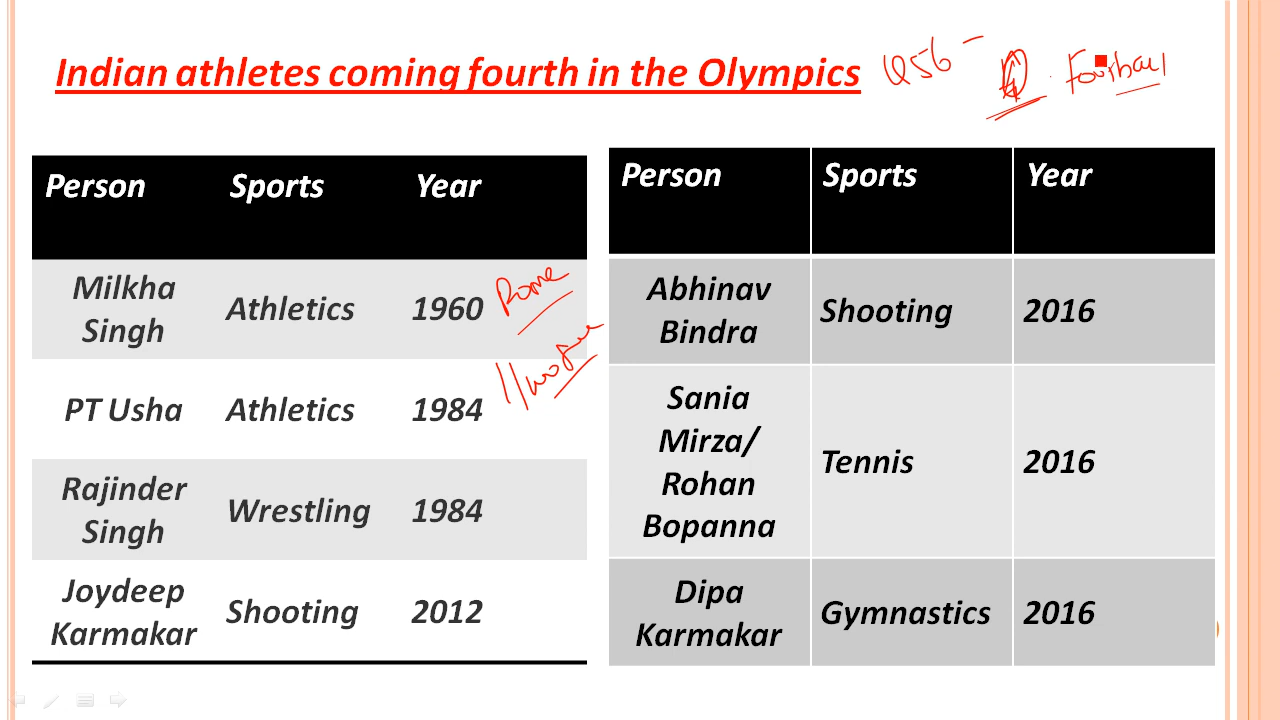 Indian athletes coming fourth in the Olympics 1956 - 4 Football
Person Sports Year
Milkha Singh Athletics 1960 Rome
PT Usha Athletics 1984
Rajinder Singh Wrestling 1984
Joydeep Karmakar Shooting 2012
Person Sports Year
Abhinav Bindra Shooting 2016
Sania Mirza/ Rohan Bopanna Tennis 2016
Dipa Karmakar Gymnastics 2016